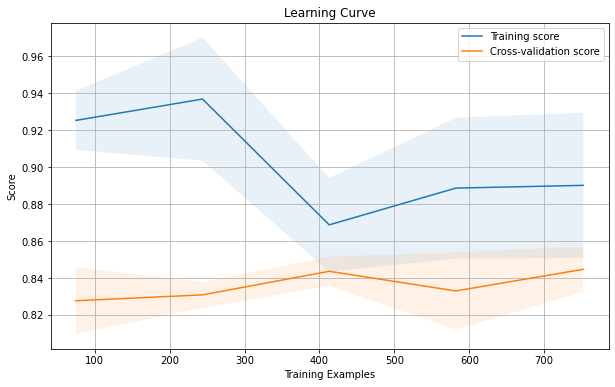 Learning Curve
Training score
Cross-validation score
0.96
0.94
0.92
0.90
0.88
0.86
0.84
0.82
Score
100 200 300 400 500 600 700
Training Examples